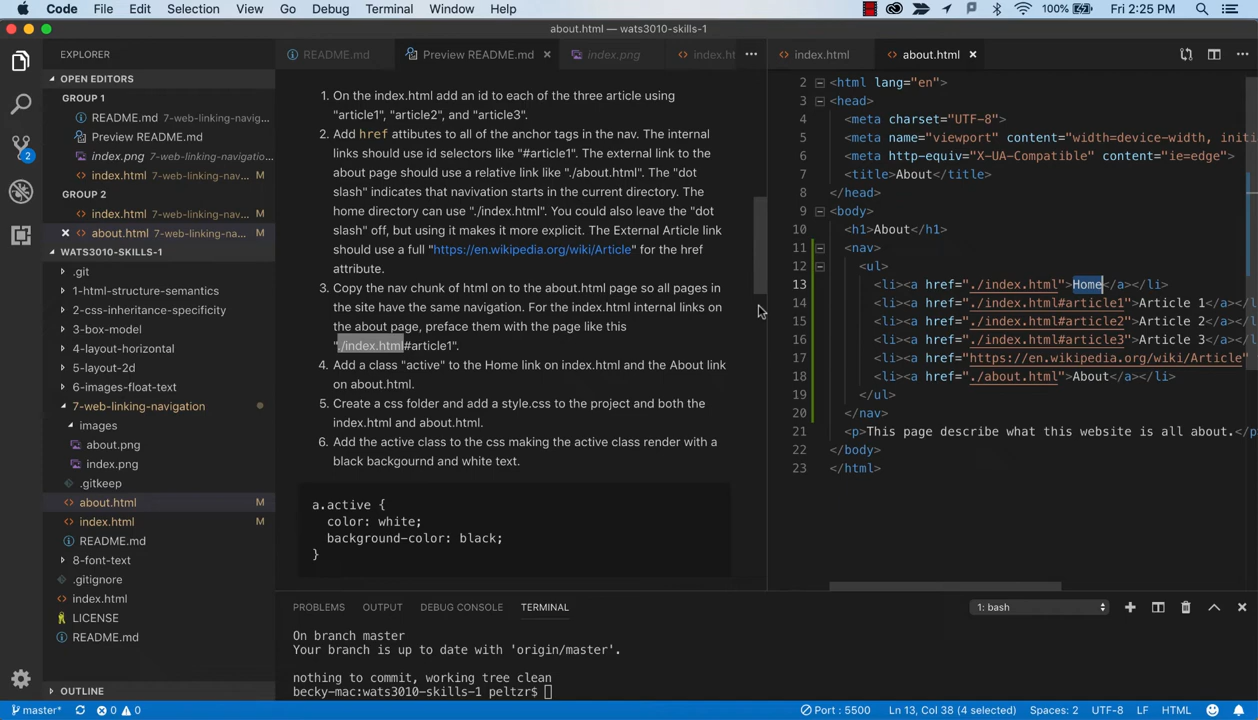 Code File Edit Selection View Go Debug Terminal Window Help 100% Fri 2:25 PM
about.html — wats3010-skills-1
EXPLORER
OPEN EDITORS
GROUP 1
README.md 7-web-linking-navig...
Preview README.md
index.png 7-web-linking-navigatio...
index.html 7-web-linking-nav... M
GROUP 2
index.html 7-web-linking-nav... M
about.html 7-web-linking-na... M
WATS3010-SKILLS-1
.git
1-html-structure-semantics
2-css-inheritance-specificity
3-box-model
4-layout-horizontal
5-layout-2d
6-images-float-text
7-web-linking-navigation
images
about.png
index.png
.gitkeep
about.html M
index.html M
README.md
8-font-text
.gitignore
index.html
LICENSE
README.md
OUTLINE
README.md Preview README.md index.png index.ht
1. On the index.html add an id to each of the three article using
"article1", "article2", and "article3".
2. Add href attibutes to all of the anchor tags in the nav. The internal
links should use id selectors like "#article1". The external link to the
about page should use a relative link like "./about.html". The "dot
slash" indicates that navivation starts in the current directory. The
home directory can use "./index.html". You could also leave the "dot
slash" off, but using it makes it more explicit. The External Article link
should use a full "https://en.wikipedia.org/wiki/Article" for the href
attribute.
3. Copy the nav chunk of html on to the about.html page so all pages in
the site have the same navigation. For the index.html internal links on
the about page, preface them with the page like this
"./index.html#article1".
4. Add a class "active" to the Home link on index.html and the About link
on about.html.
5. Create a css folder and add a style.css to the project and both the
index.html and about.html.
6. Add the active class to the css making the active class render with a
black backgournd and white text.
a.active {
color: white;
background-color: black;
}
index.html about.html
2 <html lang="en">
3 <head>
4 <meta charset="UTF-8">
5 <meta name="viewport" content="width=device-width, initi
6 <meta http-equiv="X-UA-Compatible" content="ie=edge">
7 <title>About</title>
8 </head>
9 <body>
10 <h1>About</h1>
11 <nav>
12 <ul>
13 <li><a href="./index.html">Home</a></li>
14 <li><a href="./index.html#article1">Article 1</a></l
15 <li><a href="./index.html#article2">Article 2</a></l
16 <li><a href="./index.html#article3">Article 3</a></l
17 <li><a href="https://en.wikipedia.org/wiki/Article"
18 <li><a href="./about.html">About</a></li>
19 </ul>
20 </nav>
21 <p>This page describe what this website is all about.</p
22 </body>
23 </html>
PROBLEMS OUTPUT DEBUG CONSOLE TERMINAL 1: bash
On branch master
Your branch is up to date with 'origin/master'.
nothing to commit, working tree clean
becky-mac:wats3010-skills-1 peltzr$
master* 0 0 Port : 5500 Ln 13, Col 38 (4 selected) Spaces: 2 UTF-8 LF HTML